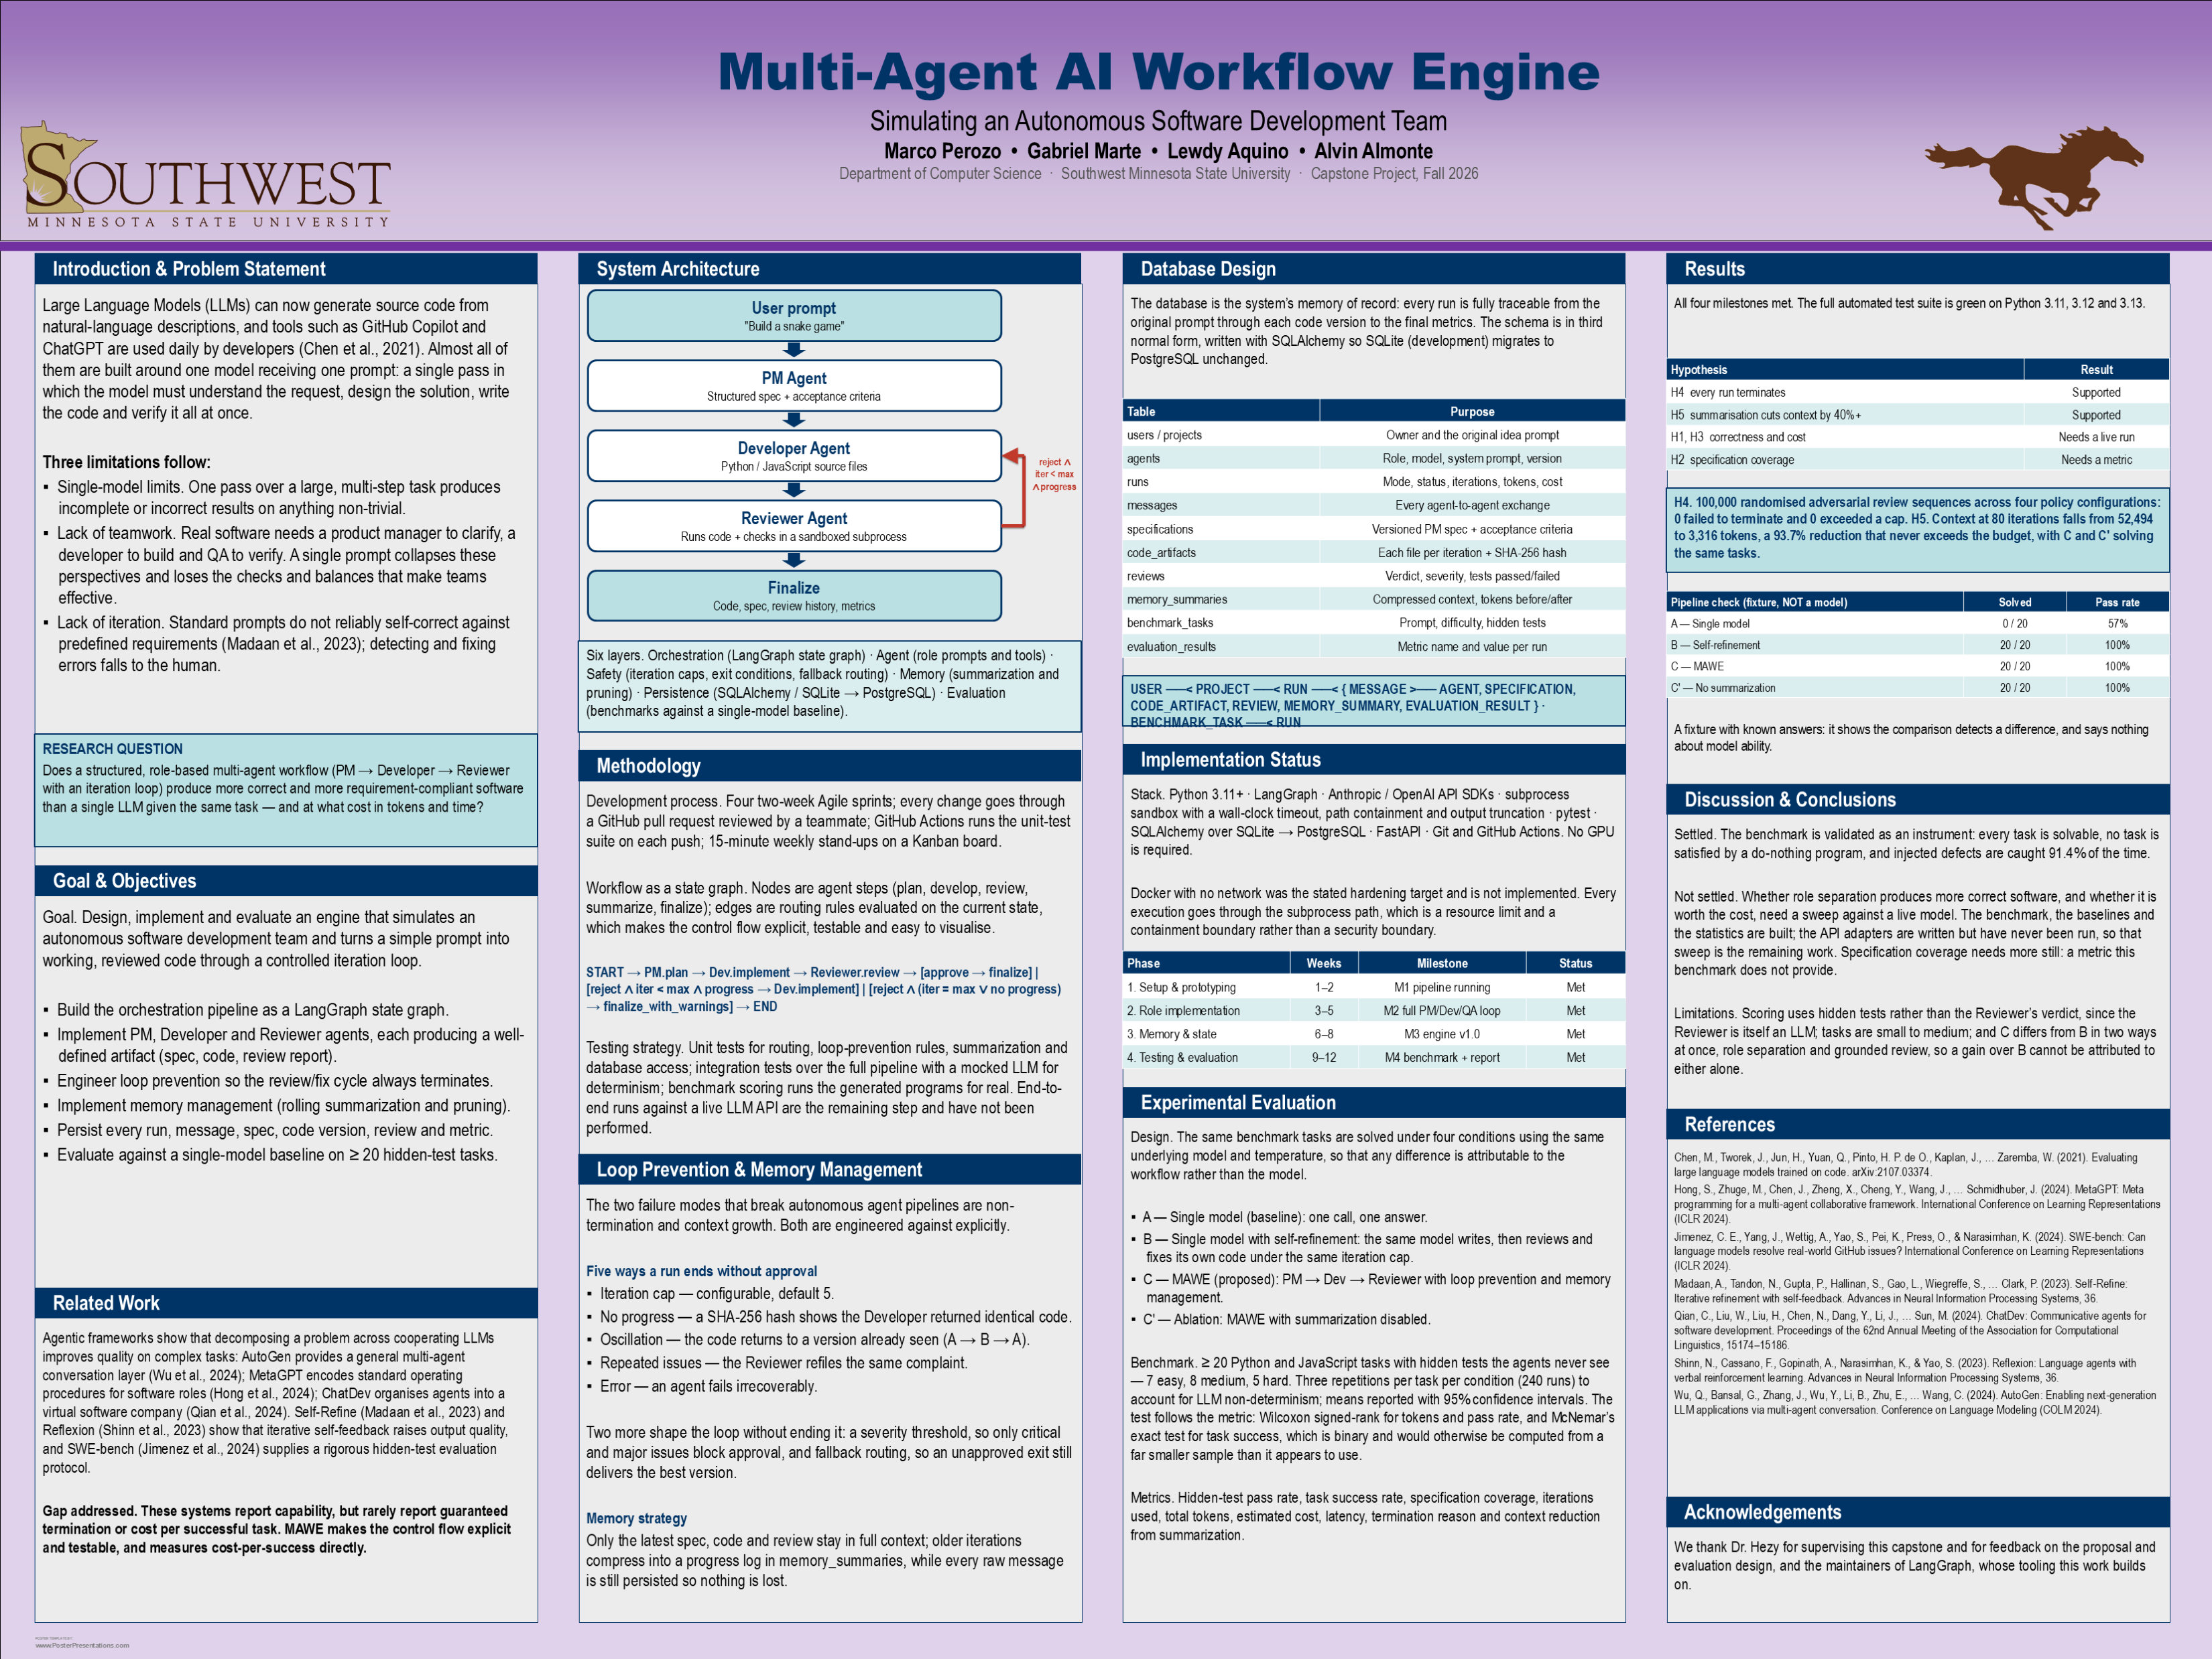 Multi-Agent AI Workflow Engine
Simulating an Autonomous Software Development Team
Marco Perozo • Gabriel Marte • Lewdy Aquino • Alvin Almonte
Department of Computer Science · Southwest Minnesota State University · Capstone Project, Fall 2026
SOUTHWEST
MINNESOTA STATE UNIVERSITY
Introduction & Problem Statement
Large Language Models (LLMs) can now generate source code from
natural-language descriptions, and tools such as GitHub Copilot and
ChatGPT are used daily by developers (Chen et al., 2021). Almost all of
them are built around one model receiving one prompt: a single pass in
which the model must understand the request, design the solution, write
the code and verify it all at once.
Three limitations follow:
▪ Single-model limits. One pass over a large, multi-step task produces
incomplete or incorrect results on anything non-trivial.
▪ Lack of teamwork. Real software needs a product manager to clarify, a
developer to build and QA to verify. A single prompt collapses these
perspectives and loses the checks and balances that make teams
effective.
▪ Lack of iteration. Standard prompts do not reliably self-correct against
predefined requirements (Madaan et al., 2023); detecting and fixing
errors falls to the human.
RESEARCH QUESTION
Does a structured, role-based multi-agent workflow (PM → Developer → Reviewer
with an iteration loop) produce more correct and more requirement-compliant software
than a single LLM given the same task — and at what cost in tokens and time?
Goal & Objectives
Goal. Design, implement and evaluate an engine that simulates an
autonomous software development team and turns a simple prompt into
working, reviewed code through a controlled iteration loop.
▪ Build the orchestration pipeline as a LangGraph state graph.
▪ Implement PM, Developer and Reviewer agents, each producing a well-
defined artifact (spec, code, review report).
▪ Engineer loop prevention so the review/fix cycle always terminates.
▪ Implement memory management (rolling summarization and pruning).
▪ Persist every run, message, spec, code version, review and metric.
▪ Evaluate against a single-model baseline on ≥ 20 hidden-test tasks.
Related Work
Agentic frameworks show that decomposing a problem across cooperating LLMs
improves quality on complex tasks: AutoGen provides a general multi-agent
conversation layer (Wu et al., 2024); MetaGPT encodes standard operating
procedures for software roles (Hong et al., 2024); ChatDev organises agents into a
virtual software company (Qian et al., 2024). Self-Refine (Madaan et al., 2023) and
Reflexion (Shinn et al., 2023) show that iterative self-feedback raises output quality,
and SWE-bench (Jimenez et al., 2024) supplies a rigorous hidden-test evaluation
protocol.
Gap addressed. These systems report capability, but rarely report guaranteed
termination or cost per successful task. MAWE makes the control flow explicit
and testable, and measures cost-per-success directly.
System Architecture
User prompt
"Build a snake game"
PM Agent
Structured spec + acceptance criteria
Developer Agent
Python / JavaScript source files
reject ∧
iter < max
∧ progress
Reviewer Agent
Runs code + checks in a sandboxed subprocess
Finalize
Code, spec, review history, metrics
Six layers. Orchestration (LangGraph state graph) · Agent (role prompts and tools) ·
Safety (iteration caps, exit conditions, fallback routing) · Memory (summarization and
pruning) · Persistence (SQLAlchemy / SQLite → PostgreSQL) · Evaluation
(benchmarks against a single-model baseline).
Methodology
Development process. Four two-week Agile sprints; every change goes through
a GitHub pull request reviewed by a teammate; GitHub Actions runs the unit-test
suite on each push; 15-minute weekly stand-ups on a Kanban board.
Workflow as a state graph. Nodes are agent steps (plan, develop, review,
summarize, finalize); edges are routing rules evaluated on the current state,
which makes the control flow explicit, testable and easy to visualise.
START → PM.plan → Dev.implement → Reviewer.review → [approve → finalize] |
[reject ∧ iter < max ∧ progress → Dev.implement] | [reject ∧ (iter = max ∨ no progress)
→ finalize_with_warnings] → END
Testing strategy. Unit tests for routing, loop-prevention rules, summarization and
database access; integration tests over the full pipeline with a mocked LLM for
determinism; benchmark scoring runs the generated programs for real. End-to-
end runs against a live LLM API are the remaining step and have not been
performed.
Loop Prevention & Memory Management
The two failure modes that break autonomous agent pipelines are non-
termination and context growth. Both are engineered against explicitly.
Five ways a run ends without approval
▪ Iteration cap — configurable, default 5.
▪ No progress — a SHA-256 hash shows the Developer returned identical code.
▪ Oscillation — the code returns to a version already seen (A → B → A).
▪ Repeated issues — the Reviewer refiles the same complaint.
▪ Error — an agent fails irrecoverably.
Two more shape the loop without ending it: a severity threshold, so only critical
and major issues block approval, and fallback routing, so an unapproved exit still
delivers the best version.
Memory strategy
Only the latest spec, code and review stay in full context; older iterations
compress into a progress log in memory_summaries, while every raw message
is still persisted so nothing is lost.
Database Design
The database is the system's memory of record: every run is fully traceable from the
original prompt through each code version to the final metrics. The schema is in third
normal form, written with SQLAlchemy so SQLite (development) migrates to
PostgreSQL unchanged.
Table Purpose
users / projects Owner and the original idea prompt
agents Role, model, system prompt, version
runs Mode, status, iterations, tokens, cost
messages Every agent-to-agent exchange
specifications Versioned PM spec + acceptance criteria
code_artifacts Each file per iteration + SHA-256 hash
reviews Verdict, severity, tests passed/failed
memory_summaries Compressed context, tokens before/after
benchmark_tasks Prompt, difficulty, hidden tests
evaluation_results Metric name and value per run
USER ──< PROJECT ──< RUN ──< { MESSAGE >── AGENT, SPECIFICATION,
CODE_ARTIFACT, REVIEW, MEMORY_SUMMARY, EVALUATION_RESULT } ·
BENCHMARK_TASK ──< RUN
Implementation Status
Stack. Python 3.11+ · LangGraph · Anthropic / OpenAI API SDKs · subprocess
sandbox with a wall-clock timeout, path containment and output truncation · pytest ·
SQLAlchemy over SQLite → PostgreSQL · FastAPI · Git and GitHub Actions. No GPU
is required.
Docker with no network was the stated hardening target and is not implemented. Every
execution goes through the subprocess path, which is a resource limit and a
containment boundary rather than a security boundary.
Phase Weeks Milestone Status
1. Setup & prototyping 1–2 M1 pipeline running Met
2. Role implementation 3–5 M2 full PM/Dev/QA loop Met
3. Memory & state 6–8 M3 engine v1.0 Met
4. Testing & evaluation 9–12 M4 benchmark + report Met
Experimental Evaluation
Design. The same benchmark tasks are solved under four conditions using the same
underlying model and temperature, so that any difference is attributable to the
workflow rather than the model.
▪ A — Single model (baseline): one call, one answer.
▪ B — Single model with self-refinement: the same model writes, then reviews and
fixes its own code under the same iteration cap.
▪ C — MAWE (proposed): PM → Dev → Reviewer with loop prevention and memory
management.
▪ C' — Ablation: MAWE with summarization disabled.
Benchmark. ≥ 20 Python and JavaScript tasks with hidden tests the agents never see
— 7 easy, 8 medium, 5 hard. Three repetitions per task per condition (240 runs) to
account for LLM non-determinism; means reported with 95% confidence intervals. The
test follows the metric: Wilcoxon signed-rank for tokens and pass rate, and McNemar's
exact test for task success, which is binary and would otherwise be computed from a
far smaller sample than it appears to use.
Metrics. Hidden-test pass rate, task success rate, specification coverage, iterations
used, total tokens, estimated cost, latency, termination reason and context reduction
from summarization.
Results
All four milestones met. The full automated test suite is green on Python 3.11, 3.12 and 3.13.
Hypothesis Result
H4 every run terminates Supported
H5 summarisation cuts context by 40%+ Supported
H1, H3 correctness and cost Needs a live run
H2 specification coverage Needs a metric
H4. 100,000 randomised adversarial review sequences across four policy configurations:
0 failed to terminate and 0 exceeded a cap. H5. Context at 80 iterations falls from 52,494
to 3,316 tokens, a 93.7% reduction that never exceeds the budget, with C and C' solving
the same tasks.
Pipeline check (fixture, NOT a model) Solved Pass rate
A — Single model 0 / 20 57%
B — Self-refinement 20 / 20 100%
C — MAWE 20 / 20 100%
C' — No summarization 20 / 20 100%
A fixture with known answers: it shows the comparison detects a difference, and says nothing
about model ability.
Discussion & Conclusions
Settled. The benchmark is validated as an instrument: every task is solvable, no task is
satisfied by a do-nothing program, and injected defects are caught 91.4% of the time.
Not settled. Whether role separation produces more correct software, and whether it is
worth the cost, need a sweep against a live model. The benchmark, the baselines and
the statistics are built; the API adapters are written but have never been run, so that
sweep is the remaining work. Specification coverage needs more still: a metric this
benchmark does not provide.
Limitations. Scoring uses hidden tests rather than the Reviewer's verdict, since the
Reviewer is itself an LLM; tasks are small to medium; and C differs from B in two ways
at once, role separation and grounded review, so a gain over B cannot be attributed to
either alone.
References
Chen, M., Tworek, J., Jun, H., Yuan, Q., Pinto, H. P. de O., Kaplan, J., … Zaremba, W. (2021). Evaluating
large language models trained on code. arXiv:2107.03374.
Hong, S., Zhuge, M., Chen, J., Zheng, X., Cheng, Y., Wang, J., … Schmidhuber, J. (2024). MetaGPT: Meta
programming for a multi-agent collaborative framework. International Conference on Learning Representations
(ICLR 2024).
Jimenez, C. E., Yang, J., Wettig, A., Yao, S., Pei, K., Press, O., & Narasimhan, K. (2024). SWE-bench: Can
language models resolve real-world GitHub issues? International Conference on Learning Representations
(ICLR 2024).
Madaan, A., Tandon, N., Gupta, P., Hallinan, S., Gao, L., Wiegreffe, S., … Clark, P. (2023). Self-Refine:
Iterative refinement with self-feedback. Advances in Neural Information Processing Systems, 36.
Qian, C., Liu, W., Liu, H., Chen, N., Dang, Y., Li, J., … Sun, M. (2024). ChatDev: Communicative agents for
software development. Proceedings of the 62nd Annual Meeting of the Association for Computational
Linguistics, 15174–15186.
Shinn, N., Cassano, F., Gopinath, A., Narasimhan, K., & Yao, S. (2023). Reflexion: Language agents with
verbal reinforcement learning. Advances in Neural Information Processing Systems, 36.
Wu, Q., Bansal, G., Zhang, J., Wu, Y., Li, B., Zhu, E., … Wang, C. (2024). AutoGen: Enabling next-generation
LLM applications via multi-agent conversation. Conference on Language Modeling (COLM 2024).
Acknowledgements
We thank Dr. Hezy for supervising this capstone and for feedback on the proposal and
evaluation design, and the maintainers of LangGraph, whose tooling this work builds
on.
www.PosterPresentations.com